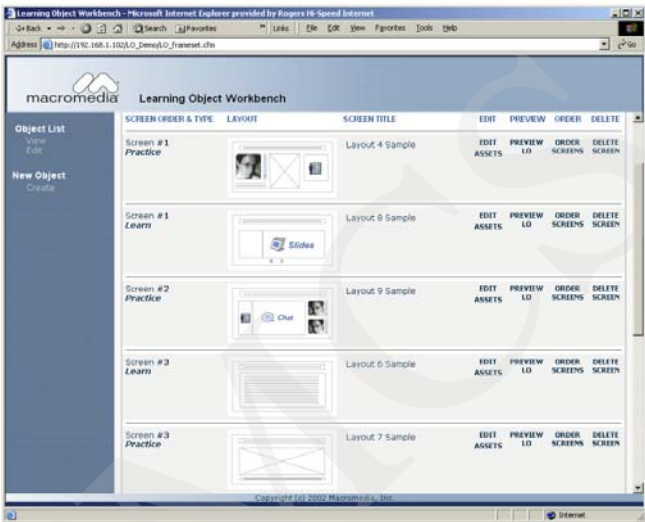 Learning Object Workbench - Microsoft Internet Explorer provided by Rogers Hi-Speed Internet
Back Search Favorites Links File Edit View Favorites Tools Help
Address http://192.168.1.102/LO_Demo/LO_frameset.cfm Go
macromedia Learning Object Workbench
Object List
View
Edit
New Object
Create
SCREEN ORDER & TYPE LAYOUT SCREEN TITLE EDIT PREVIEW ORDER DELETE
Screen #1 Layout 4 Sample EDIT PREVIEW ORDER DELETE
Practice ASSETS LO SCREENS SCREEN
Screen #1 Layout 8 Sample EDIT PREVIEW ORDER DELETE
Learn ASSETS LO SCREENS SCREEN
Slides
Screen #2 Layout 9 Sample EDIT PREVIEW ORDER DELETE
Practice ASSETS LO SCREENS SCREEN
Chat
Screen #3 Layout 6 Sample EDIT PREVIEW ORDER DELETE
Learn ASSETS LO SCREENS SCREEN
Screen #3 Layout 7 Sample EDIT PREVIEW ORDER DELETE
Practice ASSETS LO SCREENS SCREEN
Copyright (c) 2002 Macromedia, Inc.
Internet